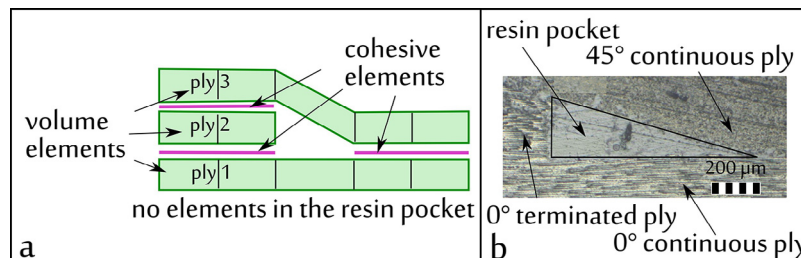 cohesive
elements
ply 3
volume
elements
ply 2
ply 1
no elements in the resin pocket
a
resin pocket
45° continuous ply
200 µm
0° terminated ply
0° continuous ply
b